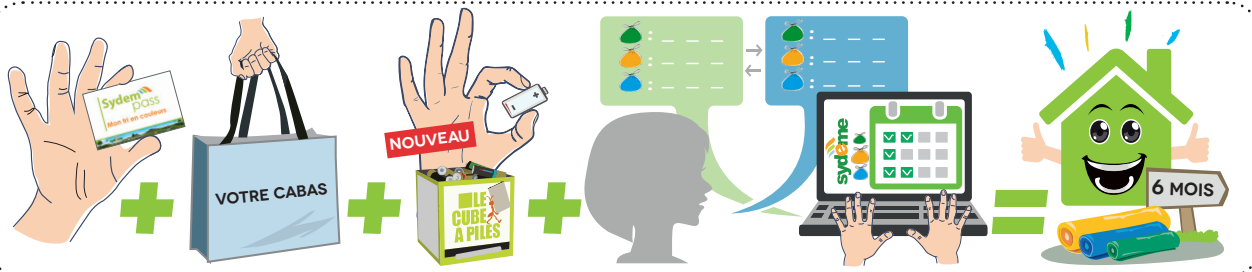 Sydem
pass
Mon tri en couleurs
VOTRE CABAS
NOUVEAU
LE
CUBE
A PILES
sydeme
6 MOIS